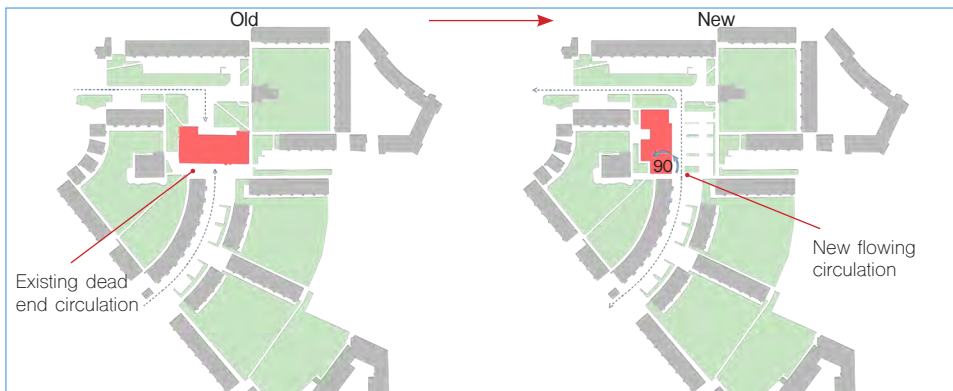 Old
New
90
Existing dead
end circulation
New flowing
circulation